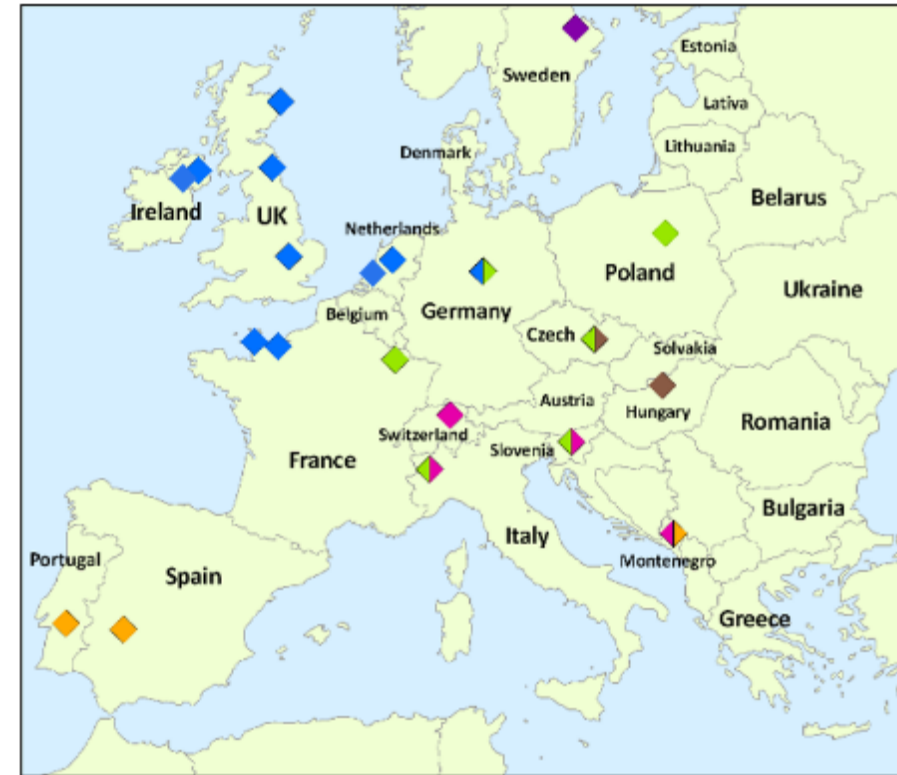 Estonia
Sweden
Lativa
Lithuania
Denmark
Belarus
Ireland
UK
Netherlands
Poland
Ukraine
Belgium
Germany
Czech
Solvakia
Austria
Hungary
Romania
Switzerland
Slovenia
France
Bulgaria
Italy
Portugal
Montenegro
Spain
Greece